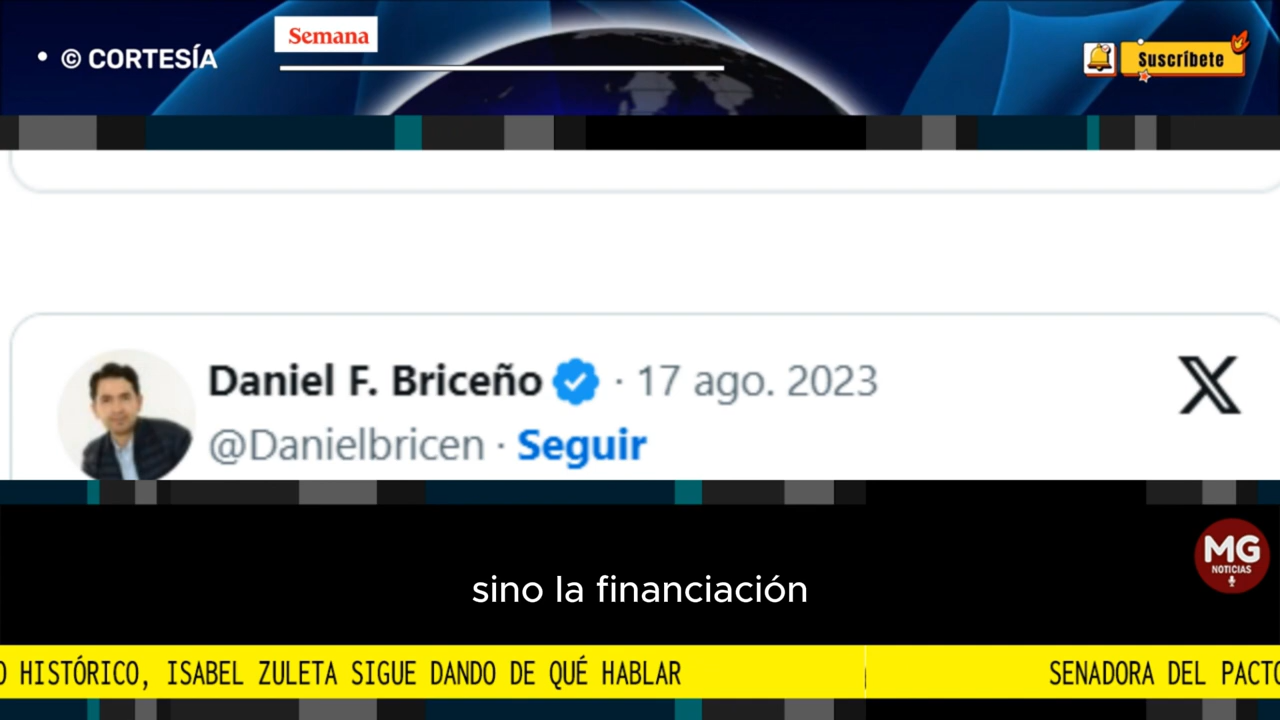 • © CORTESÍA
Semana
Suscríbete
Daniel F. Briceño · 17 ago. 2023
X
@Danielbricen · Seguir
MG
NOTICIAS
sino la financiación
O HISTÓRICO, ISABEL ZULETA SIGUE DANDO DE QUÉ HABLAR
SENADORA DEL PACTO